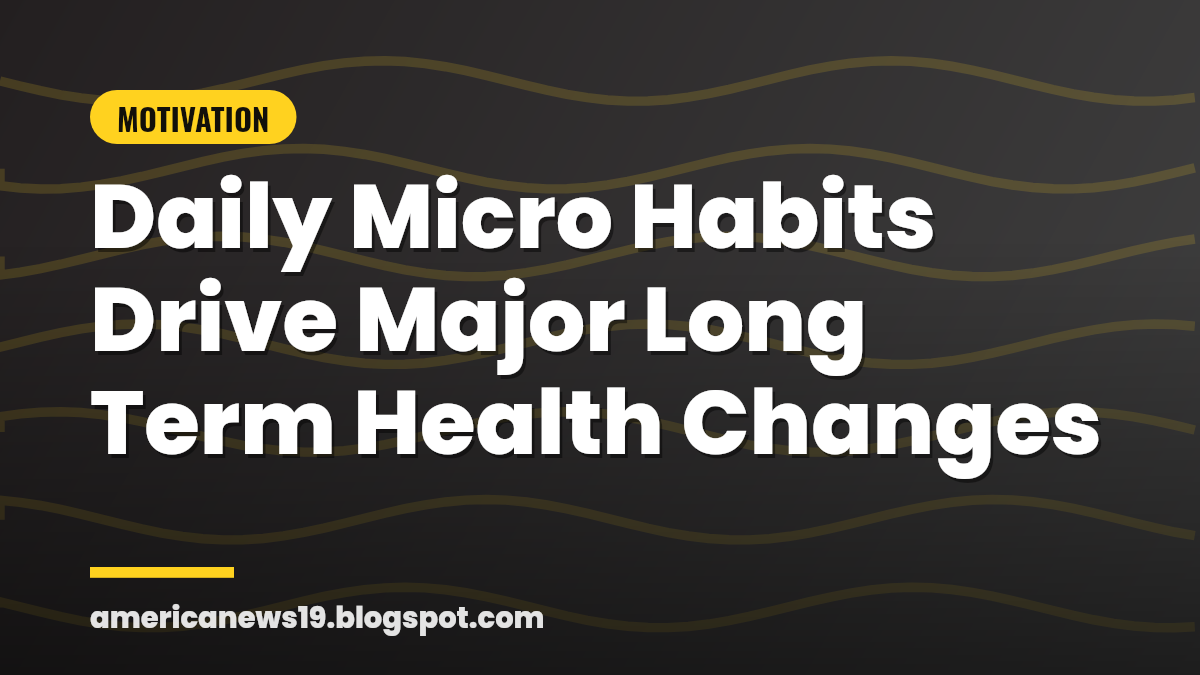 MOTIVATION
Daily Micro Habits
Drive Major Long
Term Health Changes
americanews19.blogspot.com